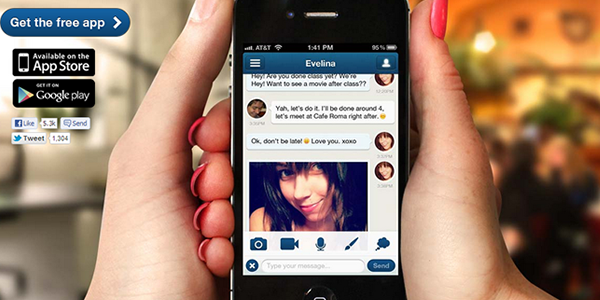 Get the free app
Available on the
App Store
GET IT ON
Google play
Like
5.3k
Send
Tweet
1,304
AT&T
1:41 PM
95%
Evelina
Hey! Are you done class yet? We're
Hey! Want to see a movie after class??
Yah, let's do it. I'll be done around 4,
let's meet at Cafe Roma right after.
Ok, don't be late! Love you. xoxo
Type your message...
Send